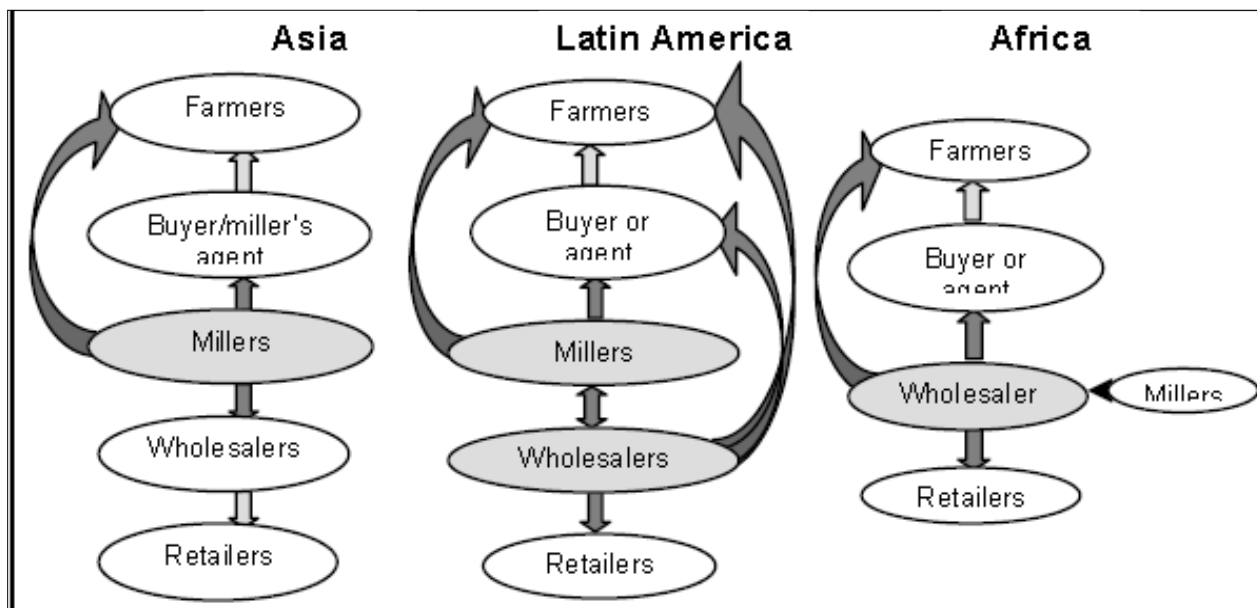 Asia
Farmers
Buyer/miller's
agent
Millers
Wholesalers
Retailers
Latin America
Farmers
Buyer or
agent
Millers
Wholesalers
Retailers
Africa
Farmers
Buyer or
agent
Wholesaler
Millers
Retailers